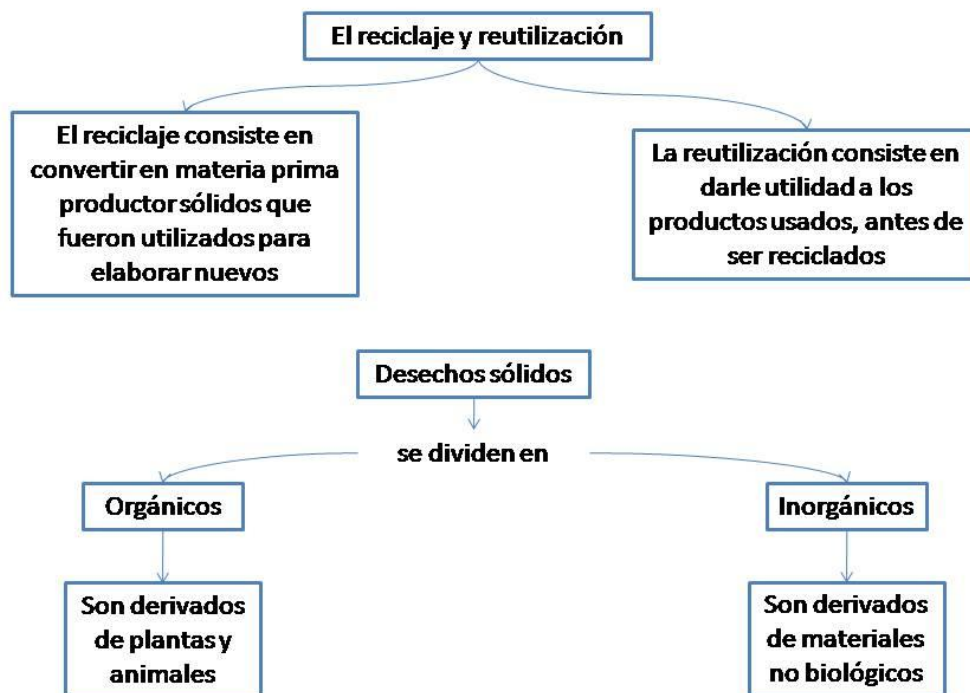 El reciclaje y reutilización
El reciclaje consiste en
convertir en materia prima
productor sólidos que
fueron utilizados para
elaborar nuevos
La reutilización consiste en
darle utilidad a los
productos usados, antes de
ser reciclados
Desechos sólidos
se dividen en
Orgánicos
Inorgánicos
Son derivados
de plantas y
animales
Son derivados
de materiales
no biológicos